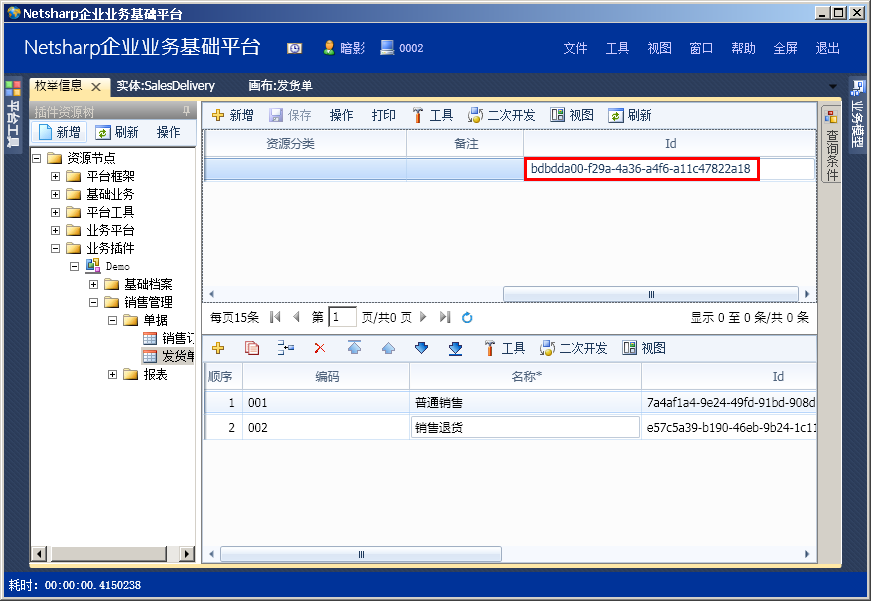 Netsharp企业业务基础平台
Netsharp企业业务基础平台 暗影 0002 文件 工具 视图 窗口 帮助 全屏 退出
平台工具
枚举信息 实体:SalesDelivery 画布:发货单
业务模型
插件资源树
新增 刷新 操作
资源节点
平台框架
基础业务
平台工具
业务平台
业务插件
Demo
基础档案
销售管理
单据
销售订
发货单
报表
新增 保存 操作 打印 工具 二次开发 视图 刷新
查询条件
资源分类 备注 Id
bdbdda00-f29a-4a36-a4f6-a11c47822a18
每页15条 第 1 页/共0 页 显示 0 至 0 条/共 0 条
工具 二次开发 视图
顺序 编码 名称* Id
1 001 普通销售 7a4af1a4-9e24-49fd-91bd-908d
2 002 销售退货 e57c5a39-b190-46eb-9b24-1c11
耗时: 00:00:00.4150238